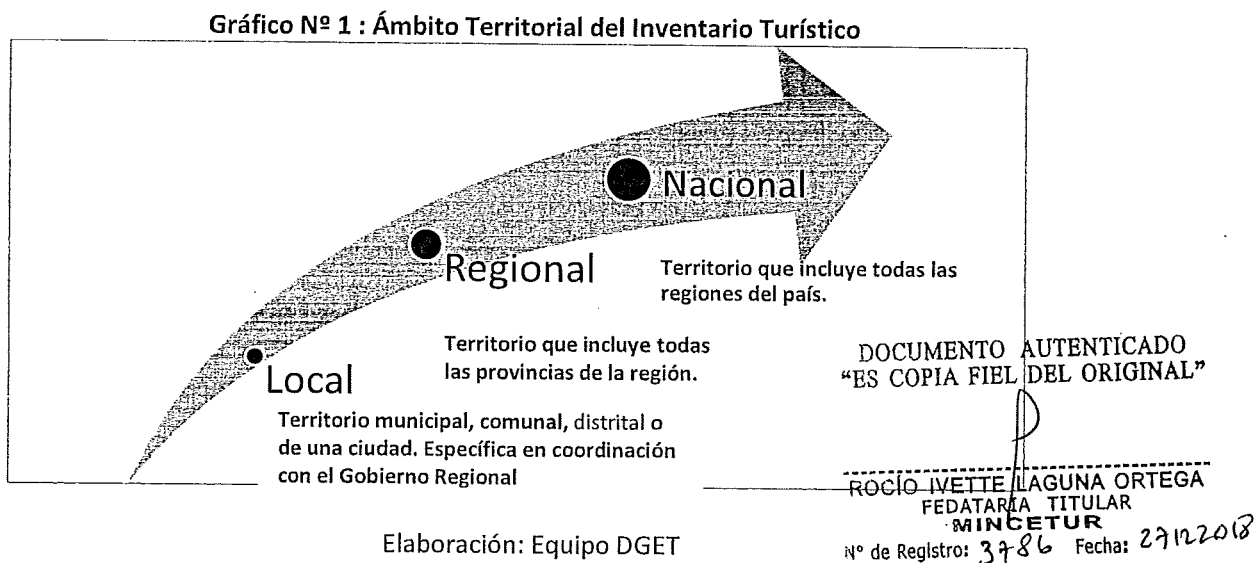 Gráfico Nº 1 : Ámbito Territorial del Inventario Turístico
Nacional
Territorio que incluye todas las
regiones del país.
Regional
Territorio que incluye todas
las provincias de la región.
Local
Territorio municipal, comunal, distrital o
de una ciudad. Específica en coordinación
con el Gobierno Regional
DOCUMENTO AUTENTICADO
“ES COPIA FIEL DEL ORIGINAL”
ROCÍO IVETTE LAGUNA ORTEGA
FEDATARIA TITULAR
MINCETUR
Nº de Registro: 3786 Fecha: 27122018
Elaboración: Equipo DGET